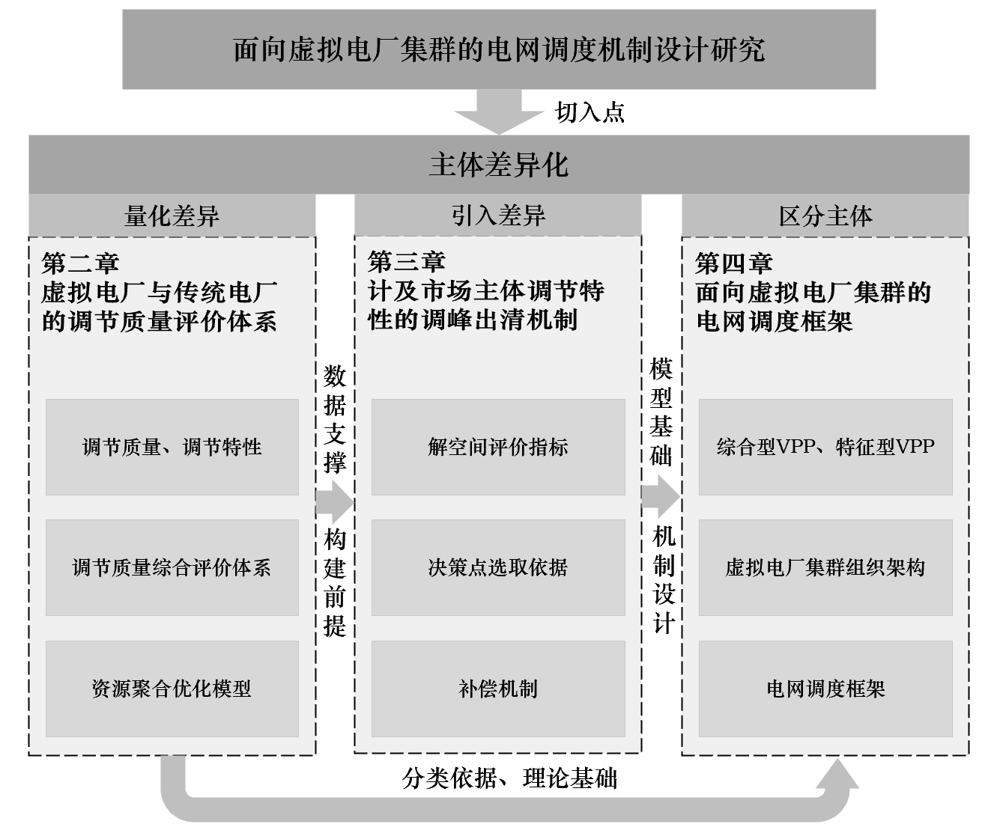 面向虚拟电厂集群的电网调度机制设计研究
切入点
主体差异化
量化差异
引入差异
区分主体
第二章
虚拟电厂与传统电厂
的调节质量评价体系
调节质量、调节特性
调节质量综合评价体系
资源聚合优化模型
数据支撑
构建前提
第三章
计及市场主体调节特
性的调峰出清机制
解空间评价指标
决策点选取依据
补偿机制
模型基础
机制设计
第四章
面向虚拟电厂集群的
电网调度框架
综合型VPP、特征型VPP
虚拟电厂集群组织架构
电网调度框架
分类依据、理论基础